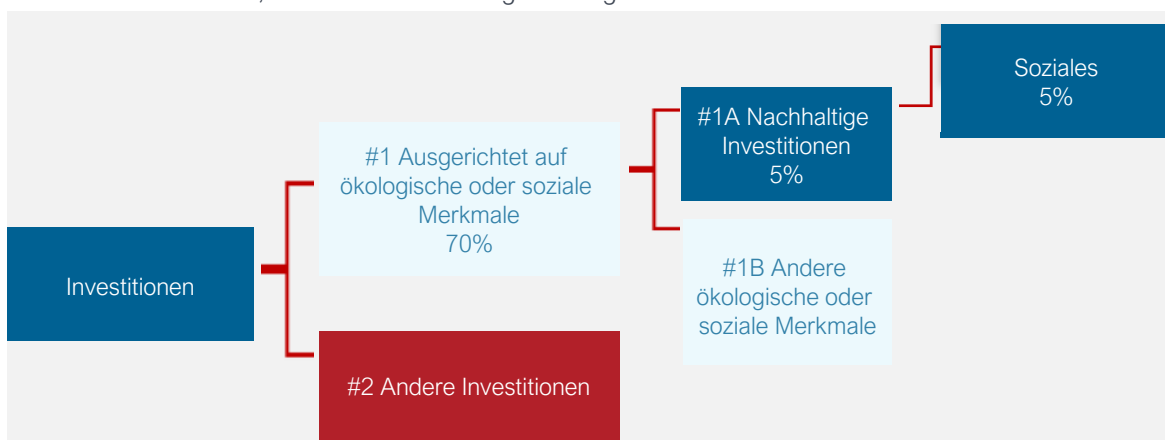 Investitionen
#1 Ausgerichtet auf
ökologische oder soziale
Merkmale
70%
#2 Andere Investitionen
#1A Nachhaltige
Investitionen
5%
#1B Andere
ökologische oder
soziale Merkmale
Soziales
5%